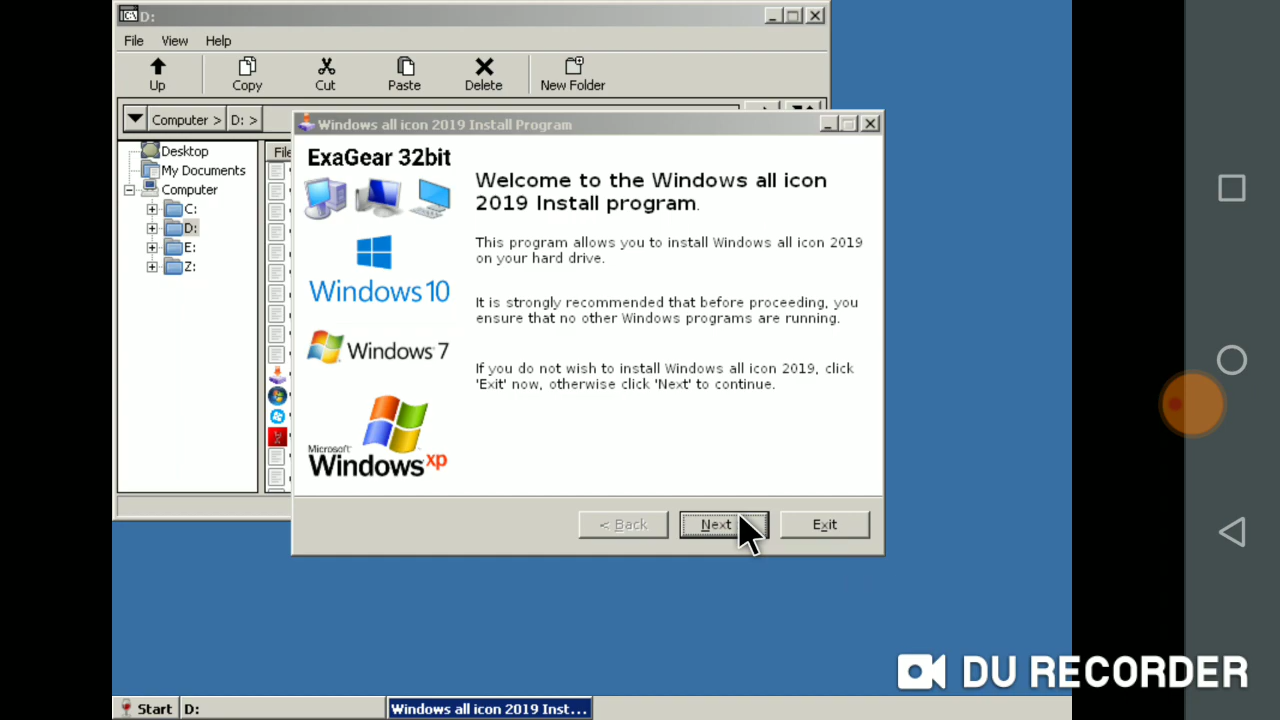 D:
File View Help
Up Copy Cut Paste Delete New Folder
Computer > D: >
Desktop
My Documents
Computer
C:
D:
E:
Z:
File
Windows all icon 2019 Install Program
ExaGear 32bit
Windows 10
Windows 7
Microsoft
Windows xp
Welcome to the Windows all icon
2019 Install program.
This program allows you to install Windows all icon 2019
on your hard drive.
It is strongly recommended that before proceeding, you
ensure that no other Windows programs are running.
If you do not wish to install Windows all icon 2019, click
'Exit' now, otherwise click 'Next' to continue.
< Back Next Exit
DU RECORDER
Start D: Windows all icon 2019 Inst...